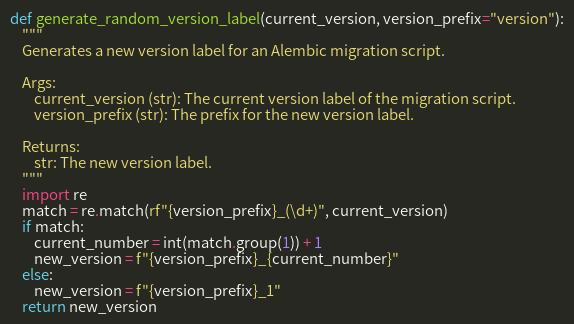 def generate_random_version_label(current_version, version_prefix="version"):
    """
    Generates a new version label for an Alembic migration script.

    Args:
        current_version (str): The current version label of the migration script.
        version_prefix (str): The prefix for the new version label.

    Returns:
        str: The new version label.
    """
    import re
    match = re.match(rf"{version_prefix}_(\d+)", current_version)
    if match:
        current_number = int(match.group(1)) + 1
        new_version = f"{version_prefix}_{current_number}"
    else:
        new_version = f"{version_prefix}_1"
    return new_version